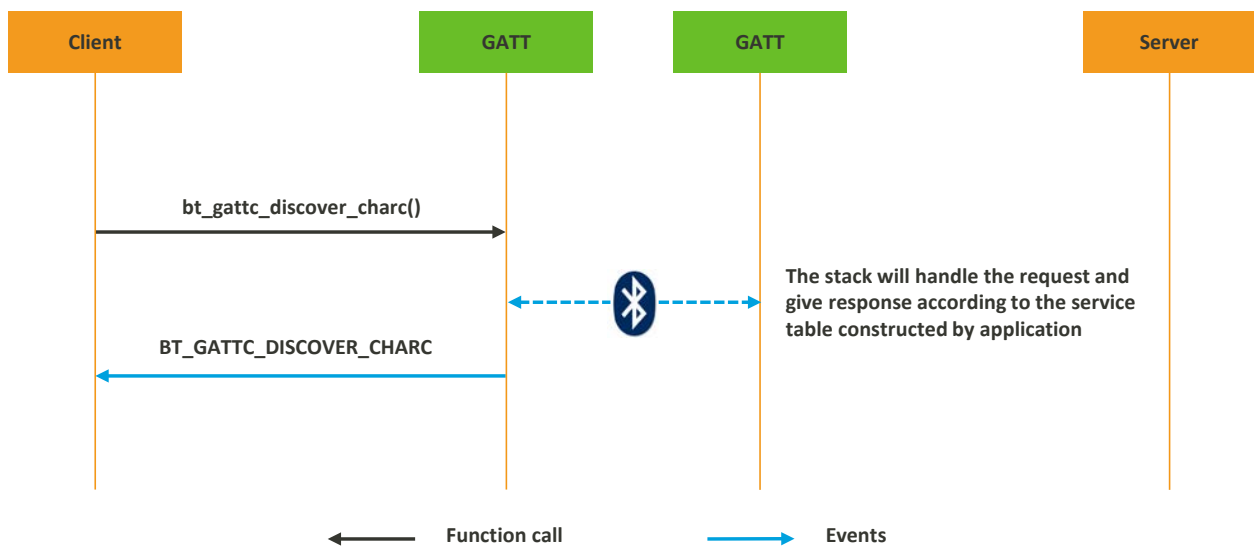 Client
GATT
GATT
Server
bt_gattc_discover_charc()
The stack will handle the request and
give response according to the service
table constructed by application
BT_GATTC_DISCOVER_CHARC
Function call
Events